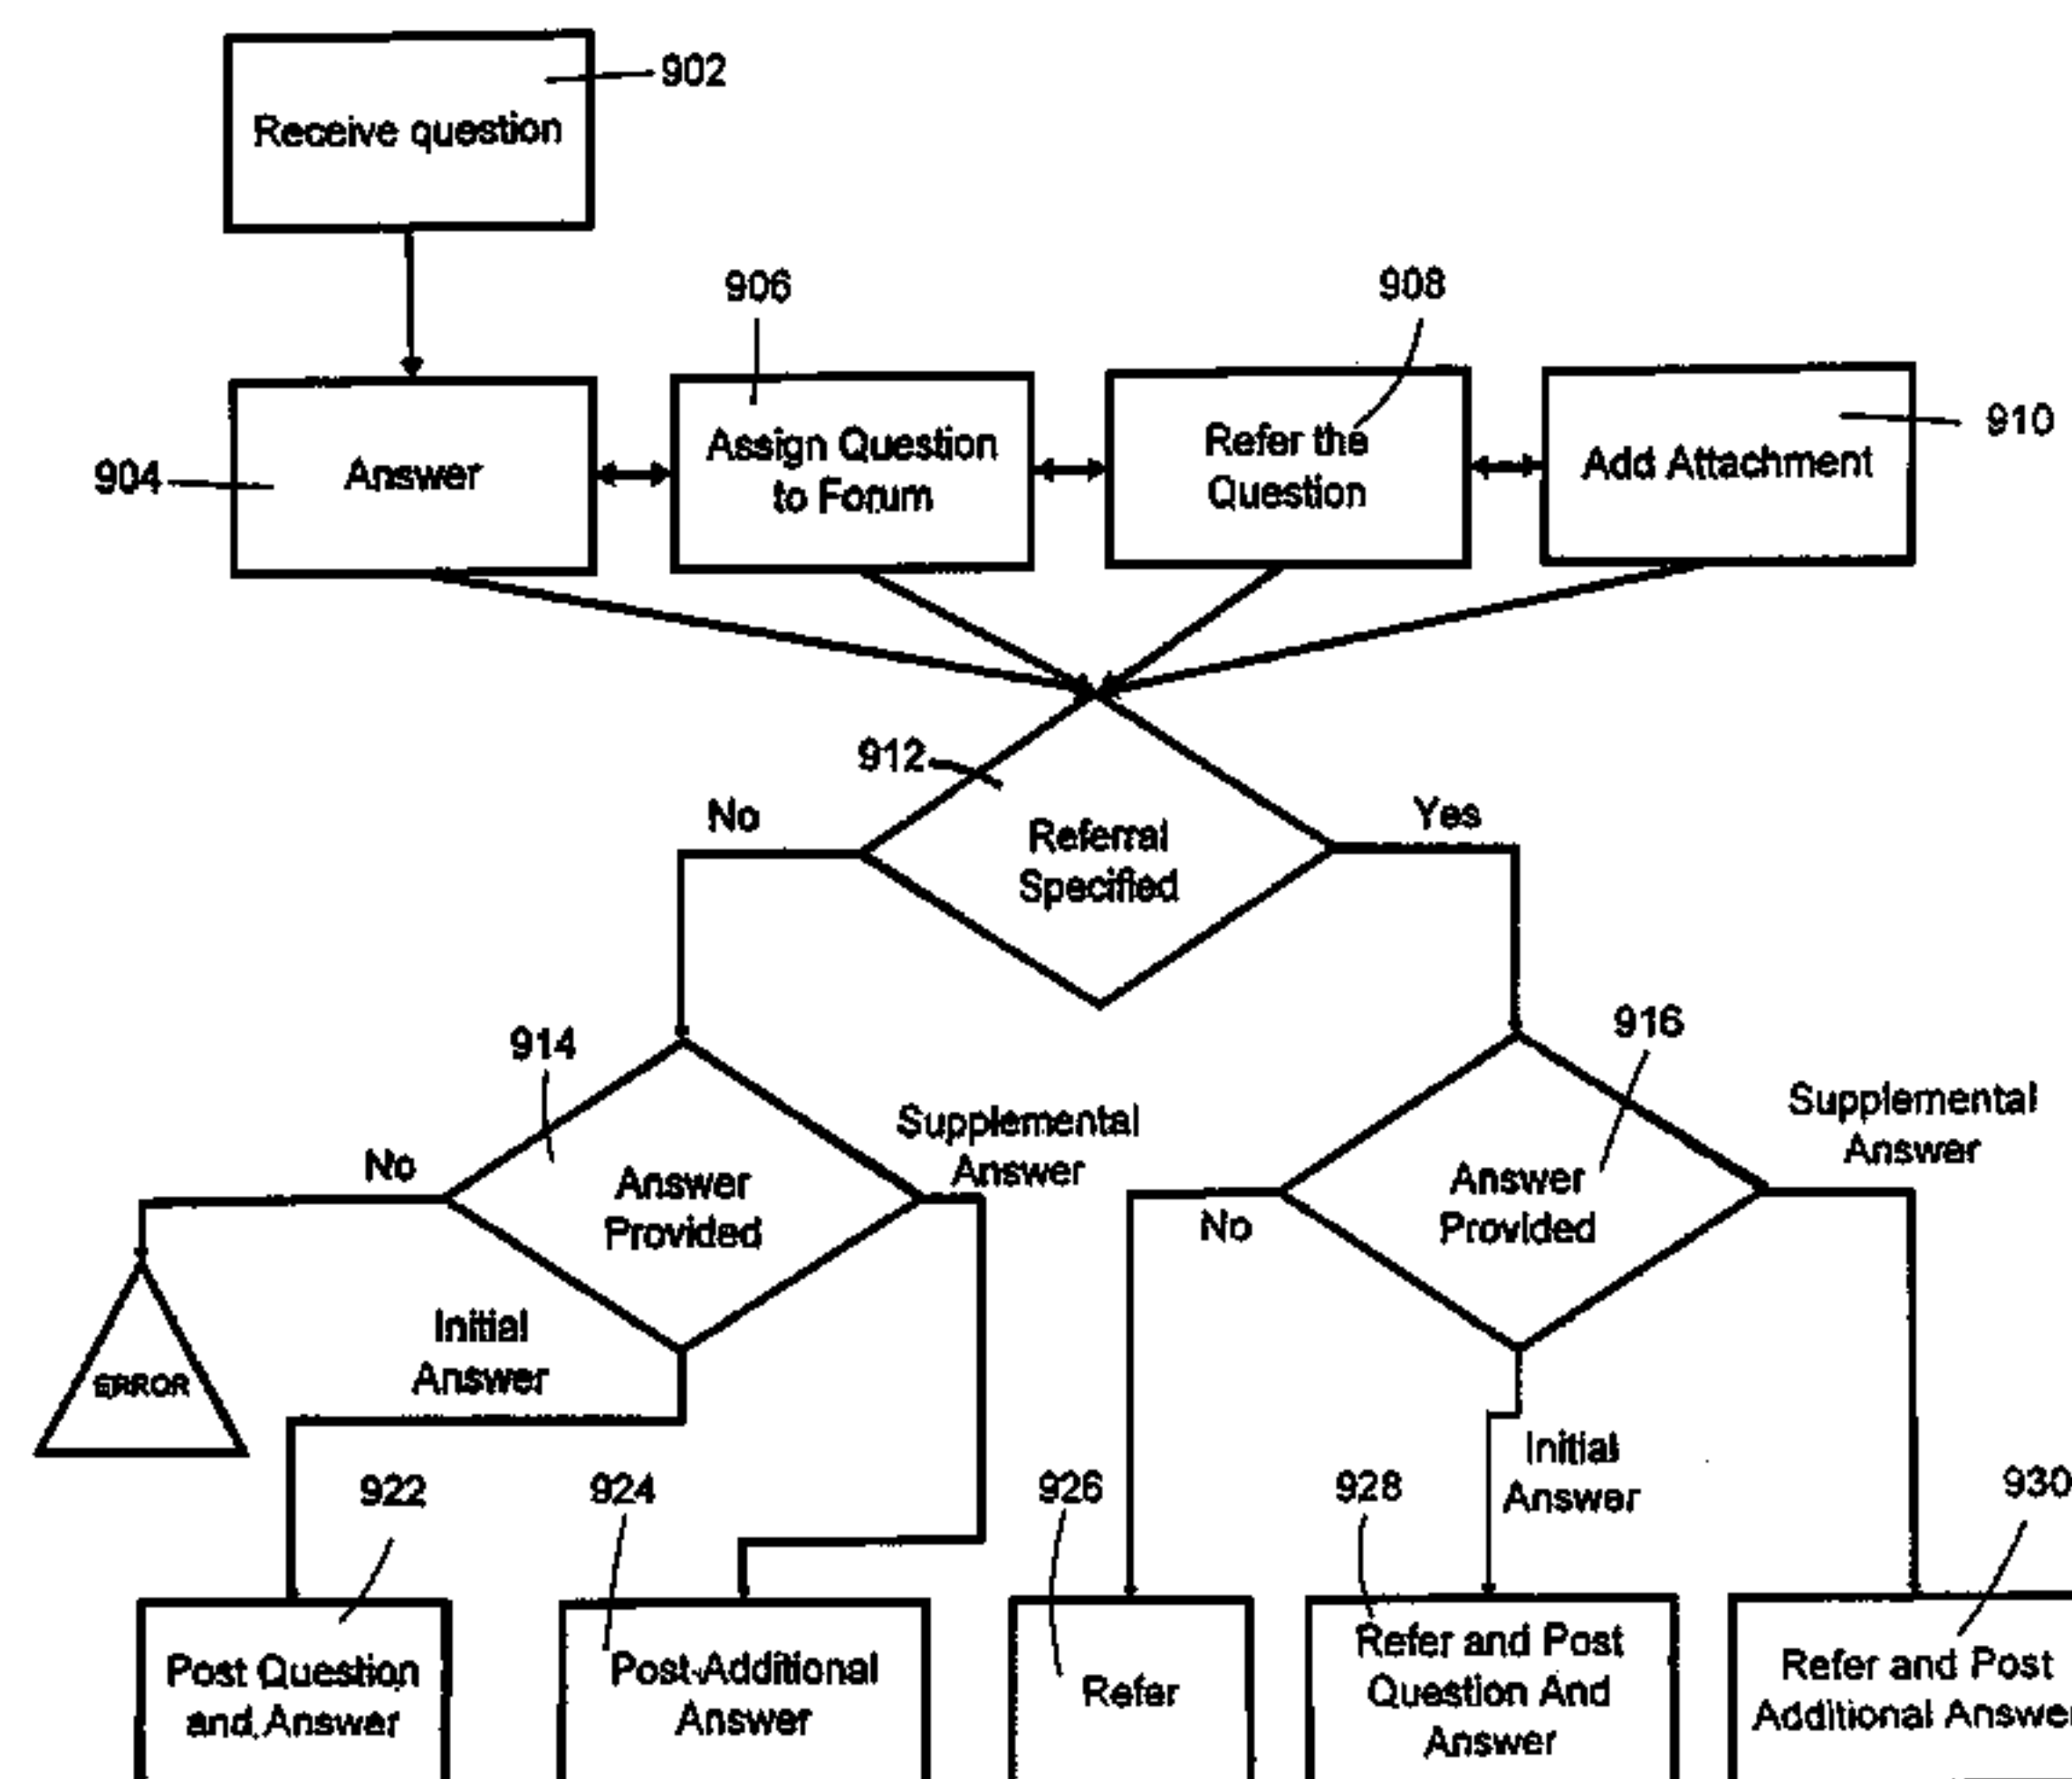 902
Receive question
906
908
904
Answer
Assign Question
to Forum
Refer the
Question
Add Attachment
910
912
No
Yes
Referral
Specified
914
916
No
Answer
Provided
Supplemental
Answer
No
Answer
Provided
Supplemental
Answer
ERROR
Initial
Answer
Initial
Answer
922
924
926
928
930
Post Question
and Answer
Post Additional
Answer
Refer
Refer and Post
Question And
Answer
Refer and Post
Additional Answer